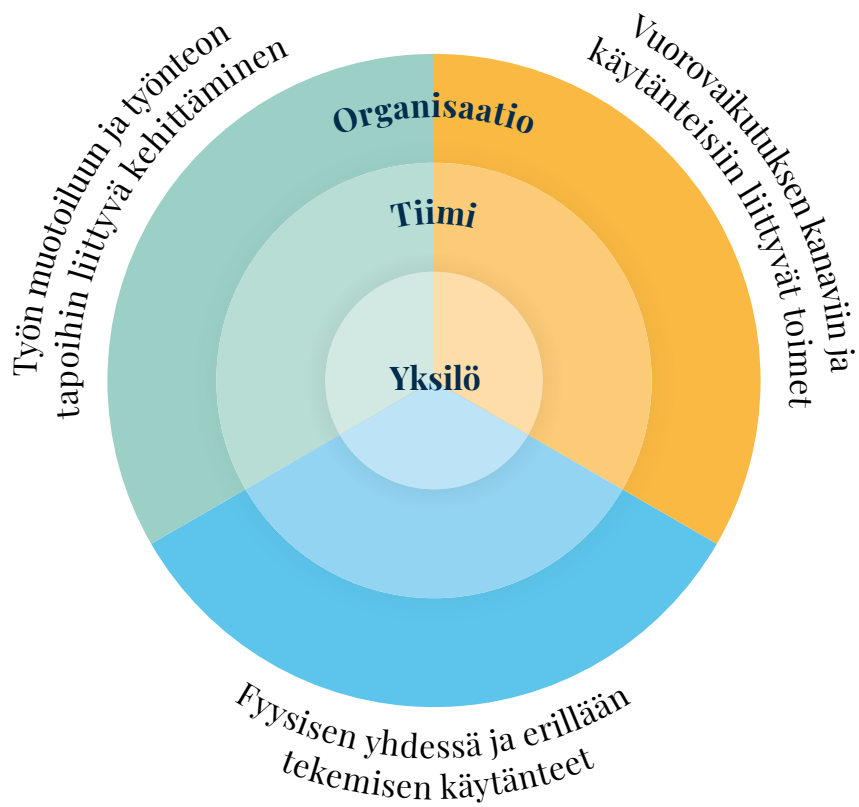 Työn muotoiluun ja työnteon
tapoihin liittyvä kehittäminen
Vuorovaikutuksen kanaviin ja
käytänteisiin liittyvät toimet
Organisaatio
Tiimi
Yksilö
Fyysisen yhdessä ja erillään
tekemisen käytänteet